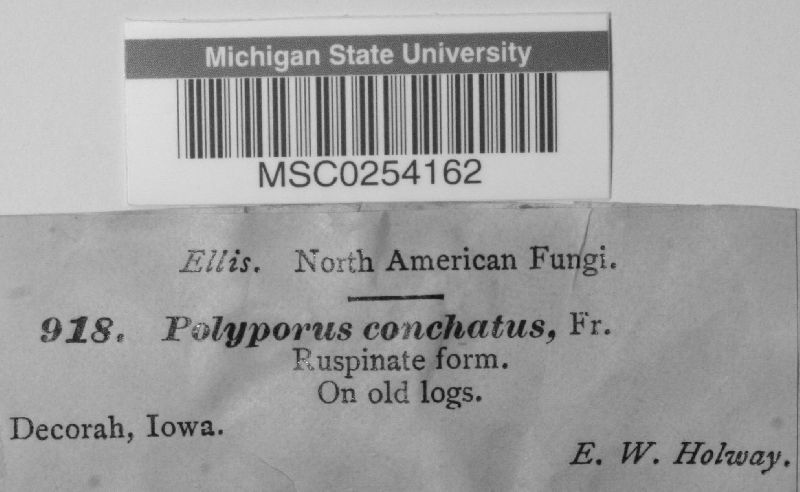 Michigan State University
MSC0254162
Ellis. North American Fungi.
918. Polyporus conchatus, Fr.
Ruspinate form.
On old logs.
Decorah, Iowa.
E. W. Holway.